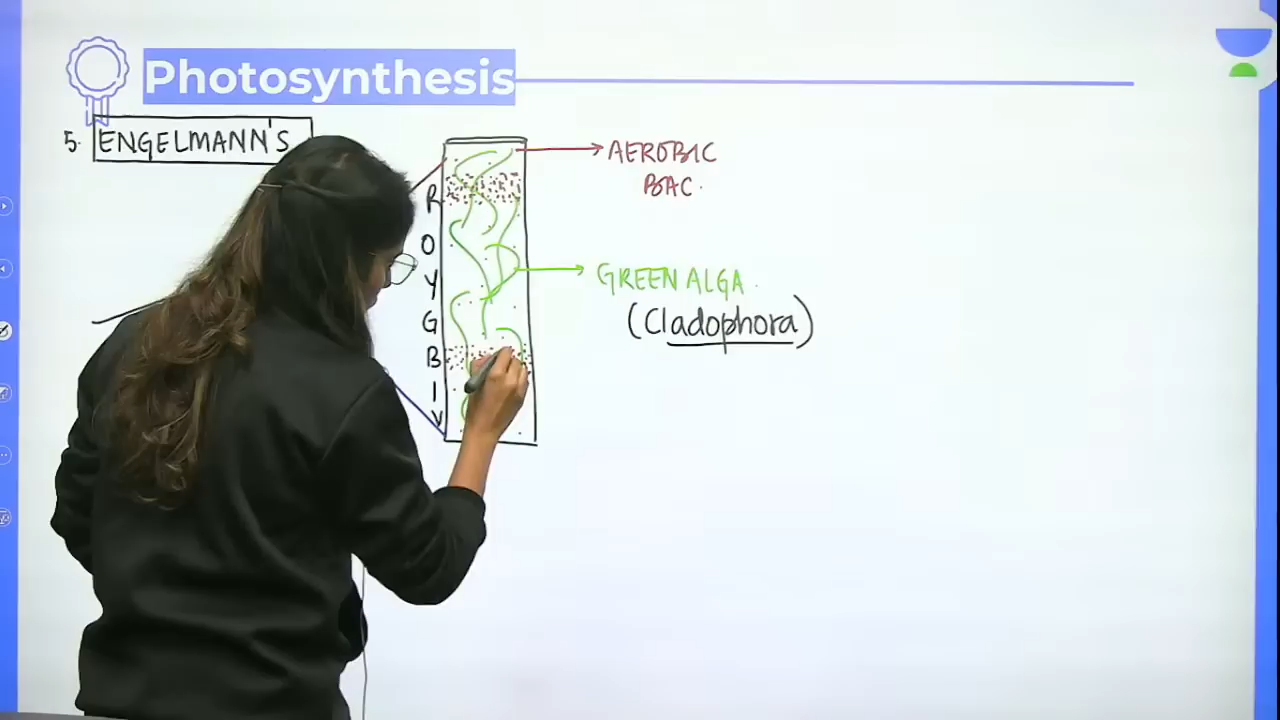 Photosynthesis
5. ENGELMANN'S
AEROBIC
BAC.
R
O
Y
G
B
I
V
GREEN ALGA.
(Cladophora)